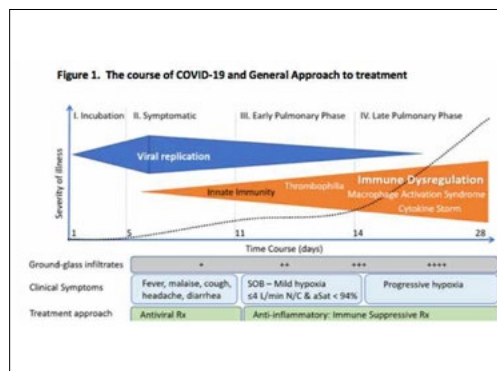 Figure 1. The course of COVID-19 and General Approach to treatment
I. Incubation
II. Symptomatic
III. Early Pulmonary Phase
IV. Late Pulmonary Phase
Severity of illness
Viral replication
Innate Immunity
Thrombophilia
Immune Dysregulation
Macrophage Activation Syndrome
Cytokine Storm
1 5 11 14 28
Time Course (days)
Ground-glass infiltrates + ++ +++ ++++
Clinical Symptoms
Fever, malaise, cough,
headache, diarrhea
SOB – Mild hypoxia
≤4 L/min N/C & aSat < 94%
Progressive hypoxia
Treatment approach
Antiviral Rx
Anti-inflammatory: Immune Suppressive Rx